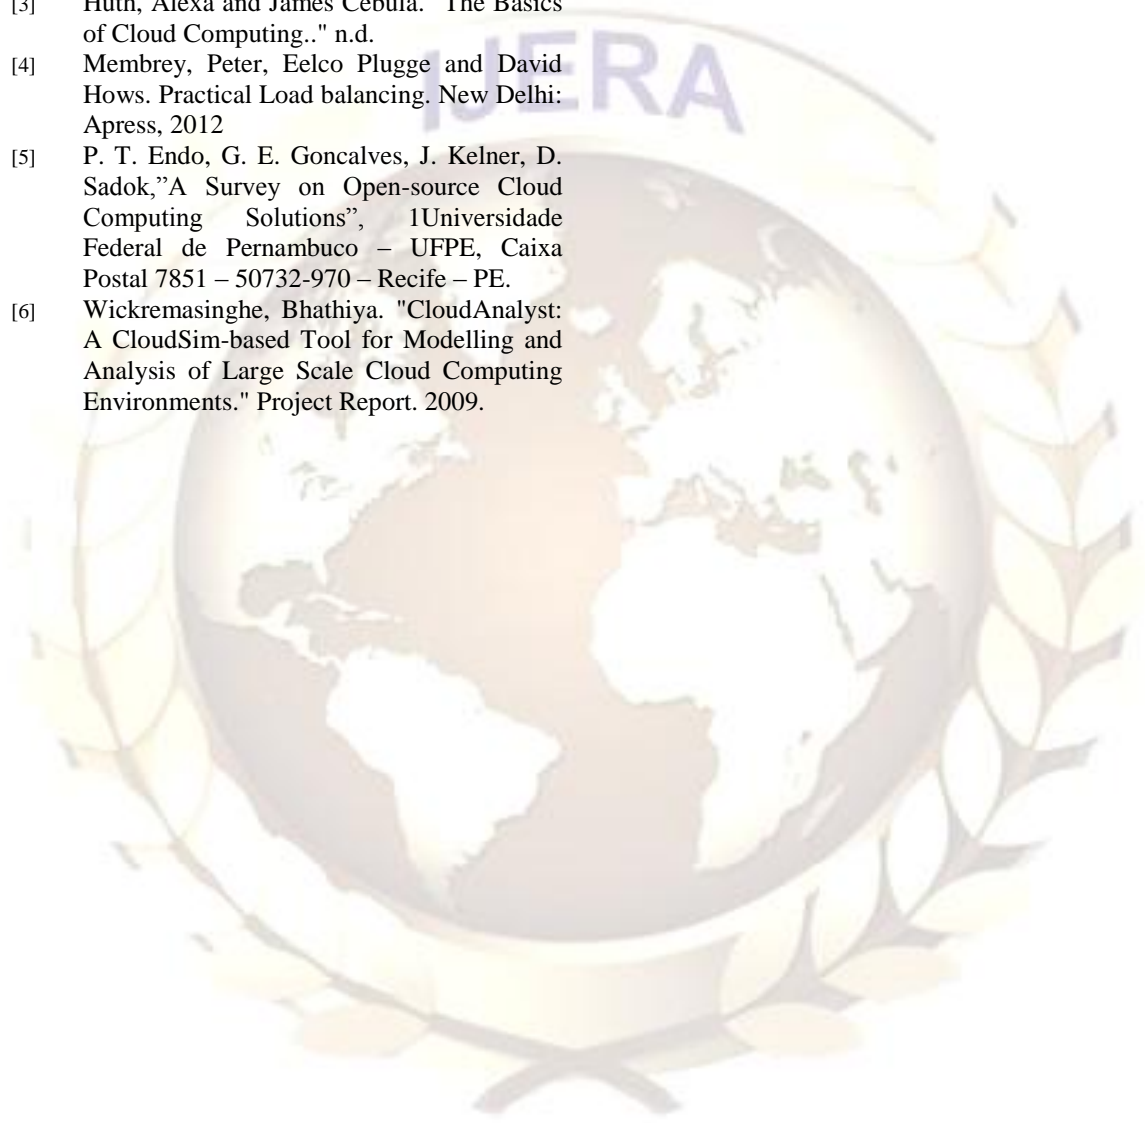 [3] Huth, Alexa and James Cebula. "The Basics
of Cloud Computing.." n.d.
[4] Membrey, Peter, Eelco Plugge and David
Hows. Practical Load balancing. New Delhi:
Apress, 2012
[5] P. T. Endo, G. E. Goncalves, J. Kelner, D.
Sadok,”A Survey on Open-source Cloud
Computing Solutions”, 1Universidade
Federal de Pernambuco – UFPE, Caixa
Postal 7851 – 50732-970 – Recife – PE.
[6] Wickremasinghe, Bhathiya. "CloudAnalyst:
A CloudSim-based Tool for Modelling and
Analysis of Large Scale Cloud Computing
Environments." Project Report. 2009.
IJERA